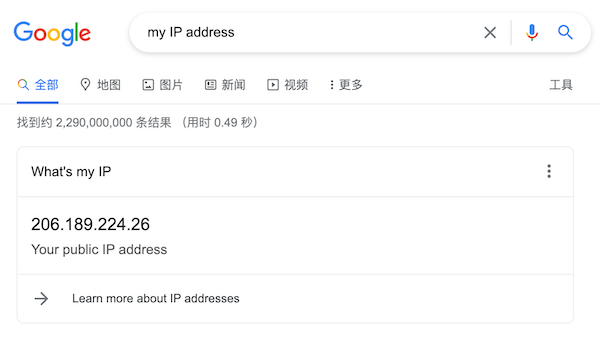 Google my IP address
全部 地图 图片 新闻 视频 更多 工具
找到约 2,290,000,000 条结果 （用时 0.49 秒）
What's my IP
206.189.224.26
Your public IP address
Learn more about IP addresses